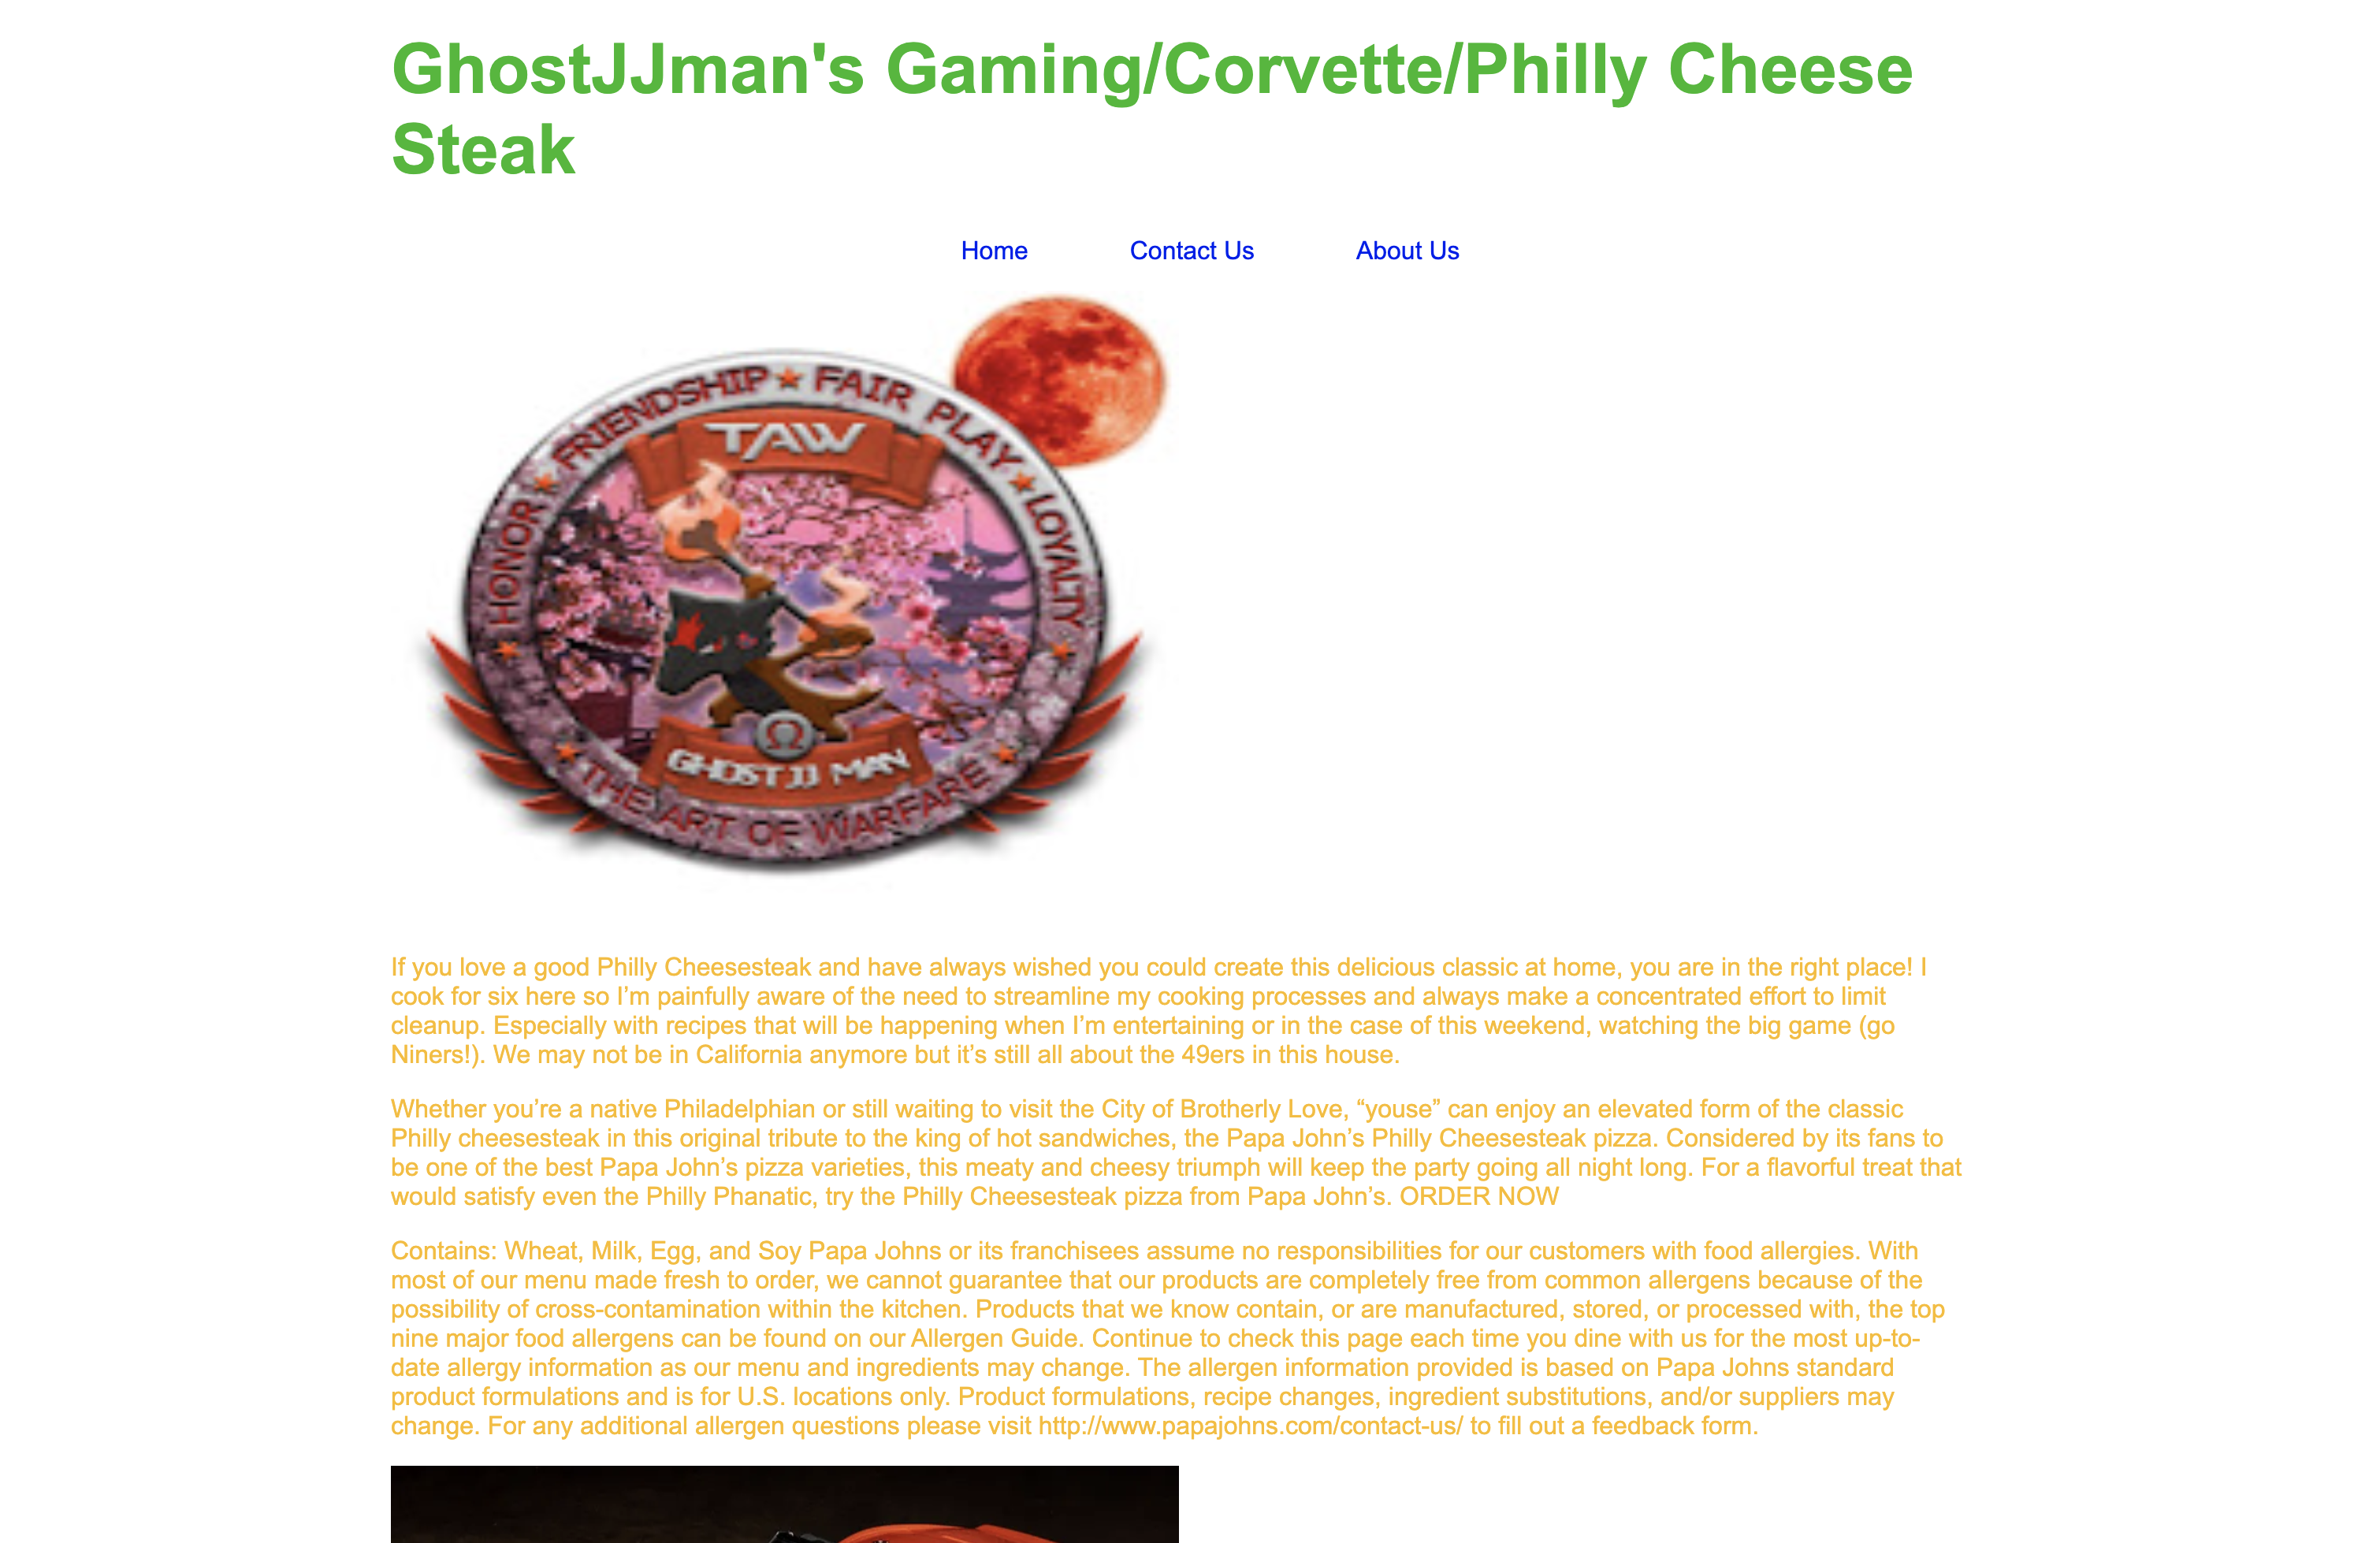 GhostJJman's Gaming/Corvette/Philly Cheese
Steak
Home
Contact Us
About Us
HONOR ★ FRIENDSHIP ★ FAIR PLAY ★ LOYALTY
TAW
GHOSTJJ MAN
THE ART OF WARFARE
If you love a good Philly Cheesesteak and have always wished you could create this delicious classic at home, you are in the right place! I
cook for six here so I’m painfully aware of the need to streamline my cooking processes and always make a concentrated effort to limit
cleanup. Especially with recipes that will be happening when I’m entertaining or in the case of this weekend, watching the big game (go
Niners!). We may not be in California anymore but it’s still all about the 49ers in this house.
Whether you’re a native Philadelphian or still waiting to visit the City of Brotherly Love, “youse” can enjoy an elevated form of the classic
Philly cheesesteak in this original tribute to the king of hot sandwiches, the Papa John’s Philly Cheesesteak pizza. Considered by its fans to
be one of the best Papa John’s pizza varieties, this meaty and cheesy triumph will keep the party going all night long. For a flavorful treat that
would satisfy even the Philly Phanatic, try the Philly Cheesesteak pizza from Papa John’s. ORDER NOW
Contains: Wheat, Milk, Egg, and Soy Papa Johns or its franchisees assume no responsibilities for our customers with food allergies. With
most of our menu made fresh to order, we cannot guarantee that our products are completely free from common allergens because of the
possibility of cross-contamination within the kitchen. Products that we know contain, or are manufactured, stored, or processed with, the top
nine major food allergens can be found on our Allergen Guide. Continue to check this page each time you dine with us for the most up-to-
date allergy information as our menu and ingredients may change. The allergen information provided is based on Papa Johns standard
product formulations and is for U.S. locations only. Product formulations, recipe changes, ingredient substitutions, and/or suppliers may
change. For any additional allergen questions please visit http://www.papajohns.com/contact-us/ to fill out a feedback form.